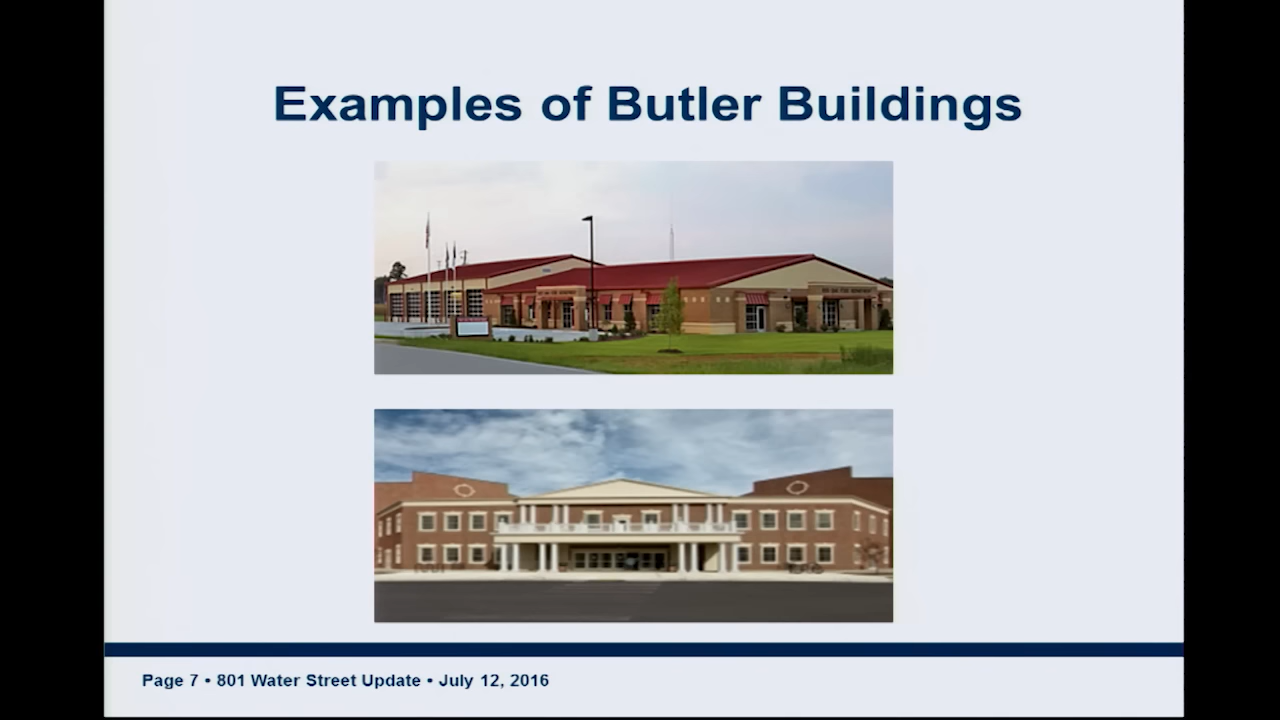 Examples of Butler Buildings
Page 7 • 801 Water Street Update • July 12, 2016